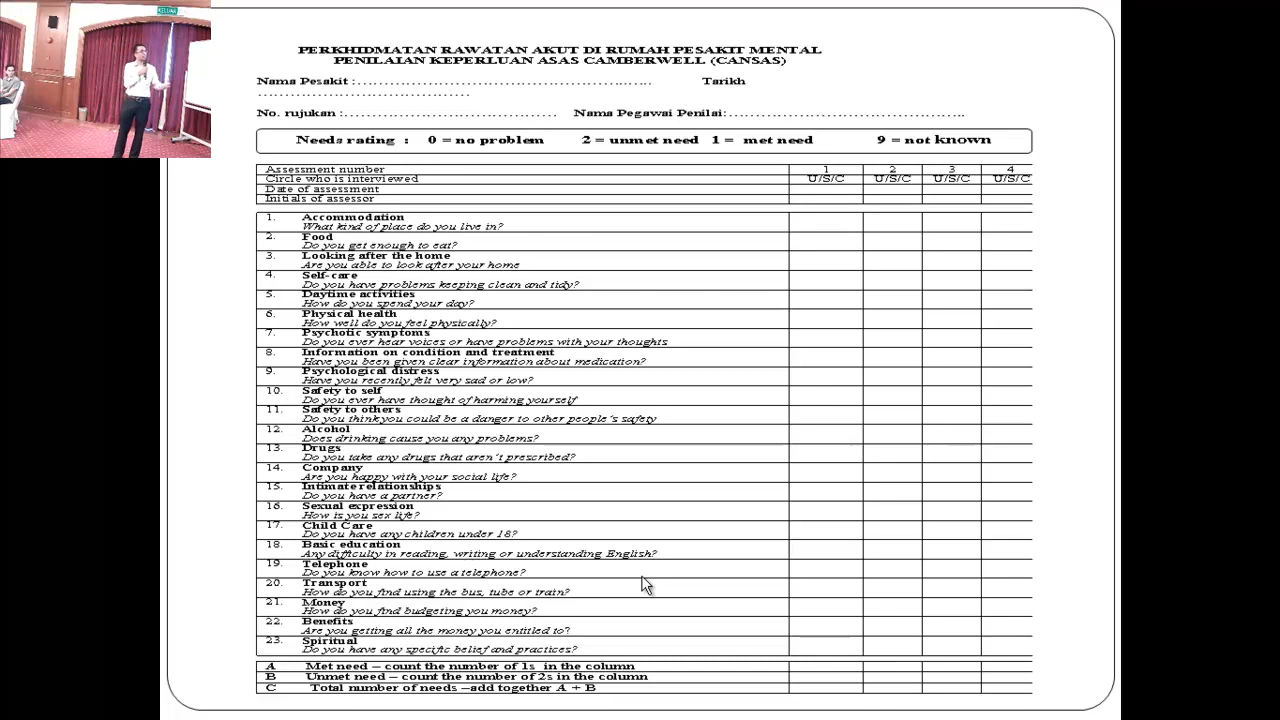 KELUAR
PERKHIDMATAN RAWATAN AKUT DI RUMAH PESAKIT MENTAL
PENILAIAN KEPERLUAN ASAS CAMBERWELL (CANSAS)
Nama Pesakit :……………………………………………..…… Tarikh
…………………………………
No. rujukan :………………………………… Nama Pegawai Penilai:……………………………………..
Needs rating : 0 = no problem 2 = unmet need 1 = met need 9 = not known
Assessment number 1 2 3 4
Circle who is interviewed U/S/C U/S/C U/S/C U/S/C
Date of assessment
Initials of assessor
1. Accommodation
What kind of place do you live in?
2. Food
Do you get enough to eat?
3. Looking after the home
Are you able to look after your home
4. Self-care
Do you have problems keeping clean and tidy?
5. Daytime activities
How do you spend your day?
6. Physical health
How well do you feel physically?
7. Psychotic symptoms
Do you ever hear voices or have problems with your thoughts
8. Information on condition and treatment
Have you been given clear information about medication?
9. Psychological distress
Have you recently felt very sad or low?
10. Safety to self
Do you ever have thought of harming yourself
11. Safety to others
Do you think you could be a danger to other people's safety
12. Alcohol
Does drinking cause you any problems?
13. Drugs
Do you take any drugs that aren't prescribed?
14. Company
Are you happy with your social life?
15. Intimate relationships
Do you have a partner?
16. Sexual expression
How is you sex life?
17. Child Care
Do you have any children under 18?
18. Basic education
Any difficulty in reading, writing or understanding English?
19. Telephone
Do you know how to use a telephone?
20. Transport
How do you find using the bus, tube or train?
21. Money
How do you find budgeting you money?
22. Benefits
Are you getting all the money you entitled to?
23. Spiritual
Do you have any specific belief and practices?
A Met need – count the number of 1s in the column
B Unmet need – count the number of 2s in the column
C Total number of needs –add together A + B